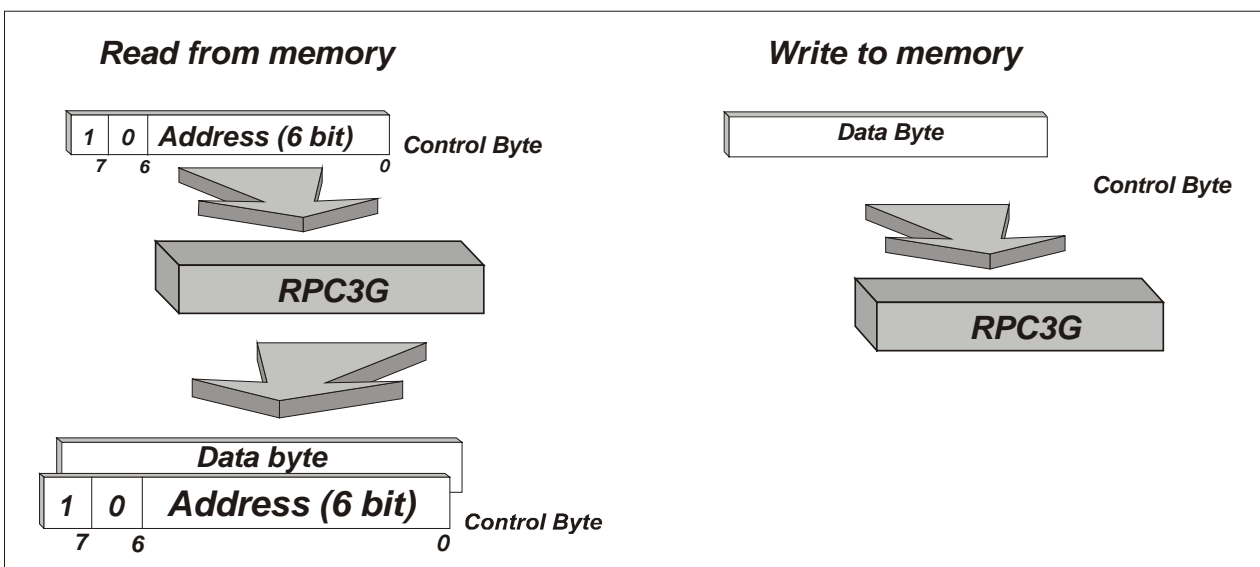 Read from memory
1 0 Address (6 bit)
Control Byte
7 6 0
RPC3G
Data byte
1 0 Address (6 bit)
Control Byte
7 6 0
Write to memory
Data Byte
Control Byte
RPC3G